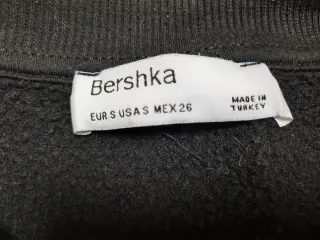 Bershka
EUR S USA S MEX 26
MADE IN
TURKEY